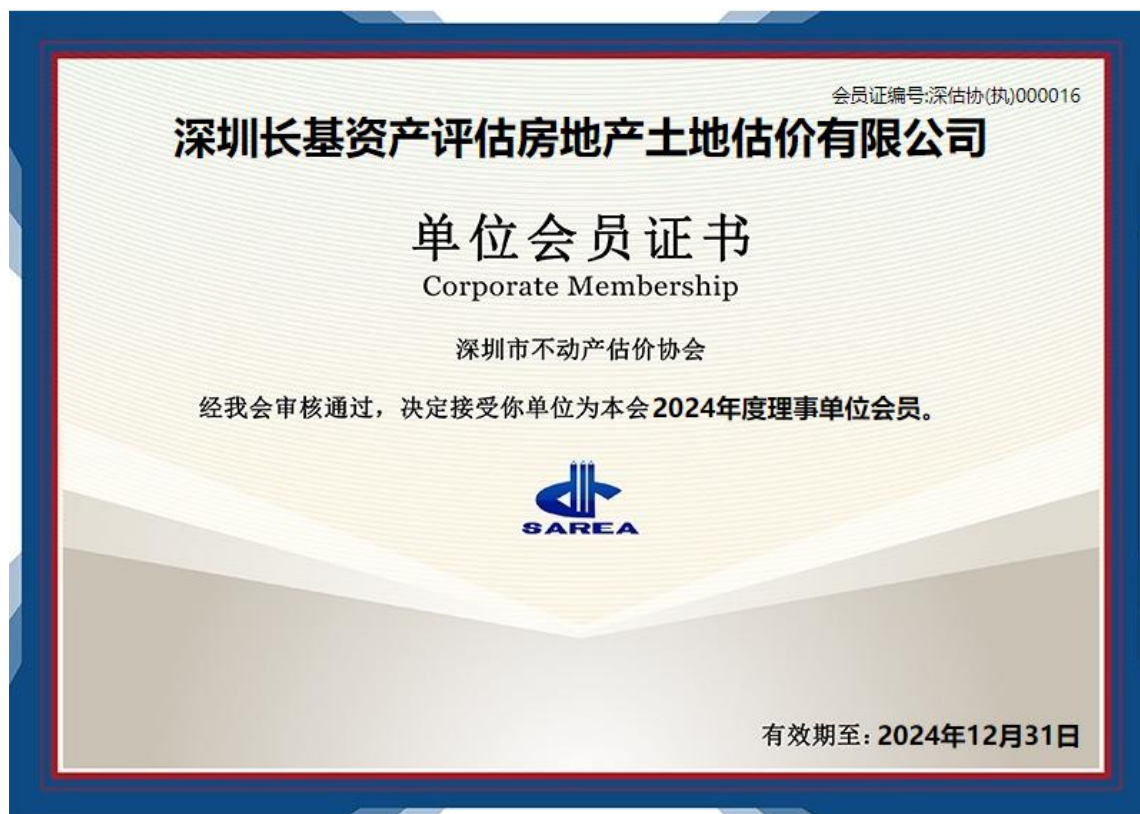 会员证编号:深估协(执)000016
深圳长基资产评估房地产土地估价有限公司
单位会员证书
Corporate Membership
深圳市不动产估价协会
经我会审核通过，决定接受你单位为本会2024年度理事单位会员。
SAREA
有效期至:2024年12月31日